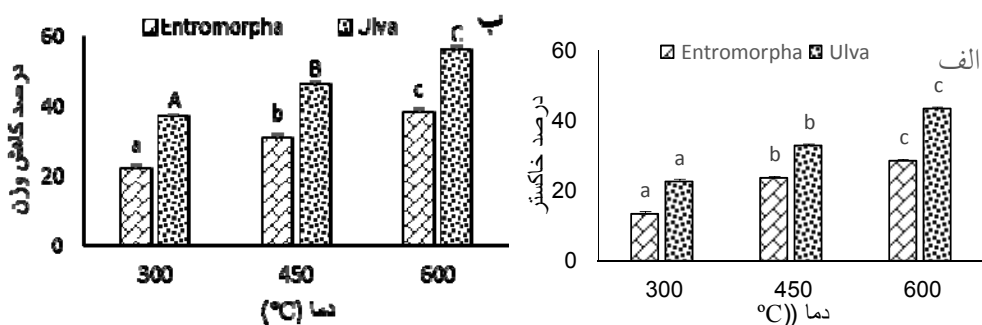 ب
Entromorpha Ulva
درصد کاهش وزن
60
40
20
0
a A
b B
c C
300 450 600
دما (°C)
الف
Entromorpha Ulva
درصد خاکستر
60
40
20
0
a a
b b
c c
300 450 600
دما ((°C